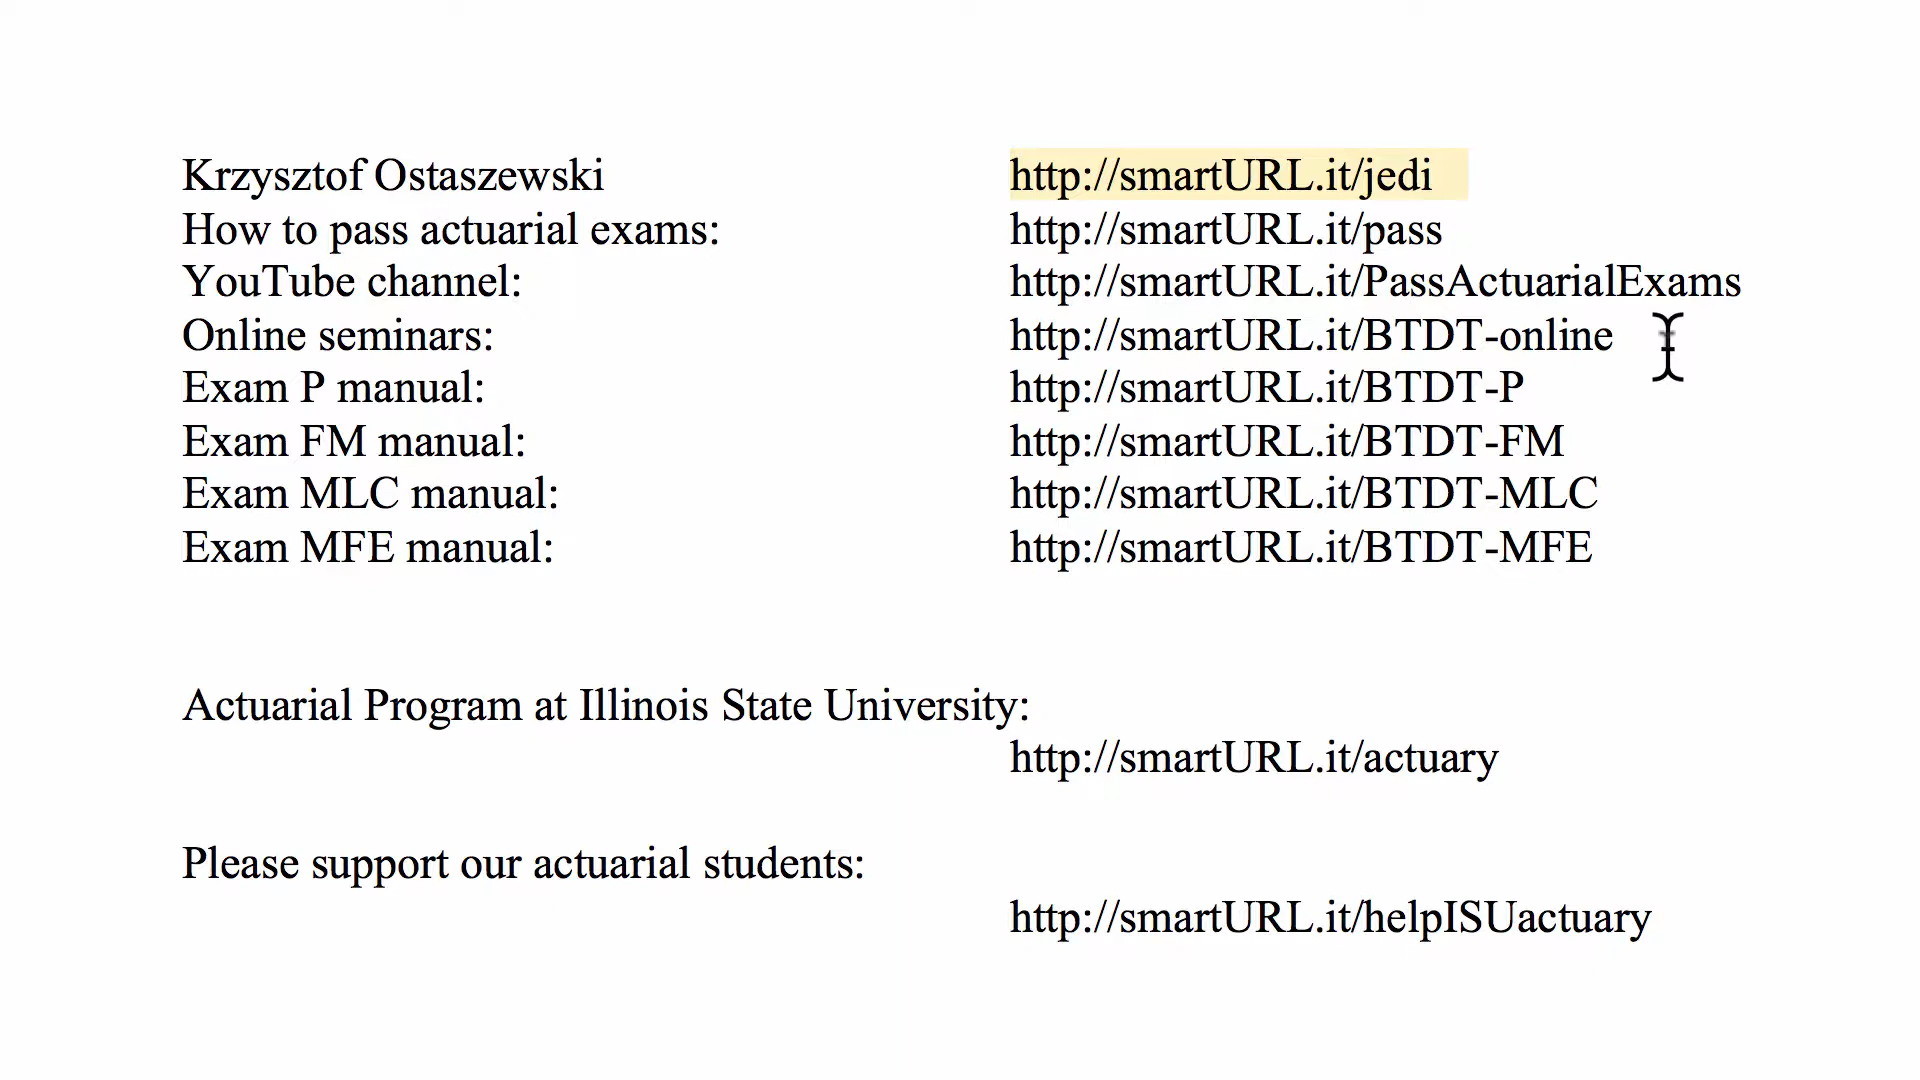 Krzysztof Ostaszewski http://smartURL.it/jedi
How to pass actuarial exams: http://smartURL.it/pass
YouTube channel: http://smartURL.it/PassActuarialExams
Online seminars: http://smartURL.it/BTDT-online
Exam P manual: http://smartURL.it/BTDT-P
Exam FM manual: http://smartURL.it/BTDT-FM
Exam MLC manual: http://smartURL.it/BTDT-MLC
Exam MFE manual: http://smartURL.it/BTDT-MFE
Actuarial Program at Illinois State University:
http://smartURL.it/actuary
Please support our actuarial students:
http://smartURL.it/helpISUactuary